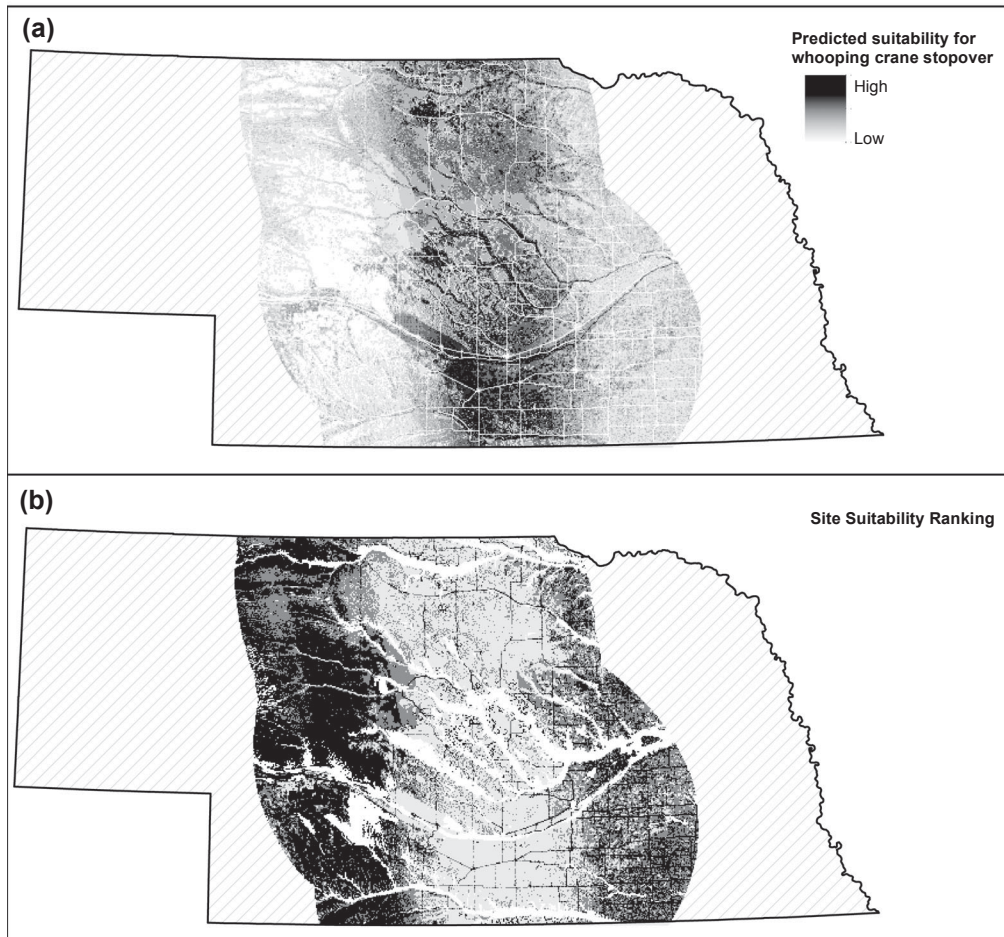 (a)
Predicted suitability for
whooping crane stopover
High
Low
(b)
Site Suitability Ranking